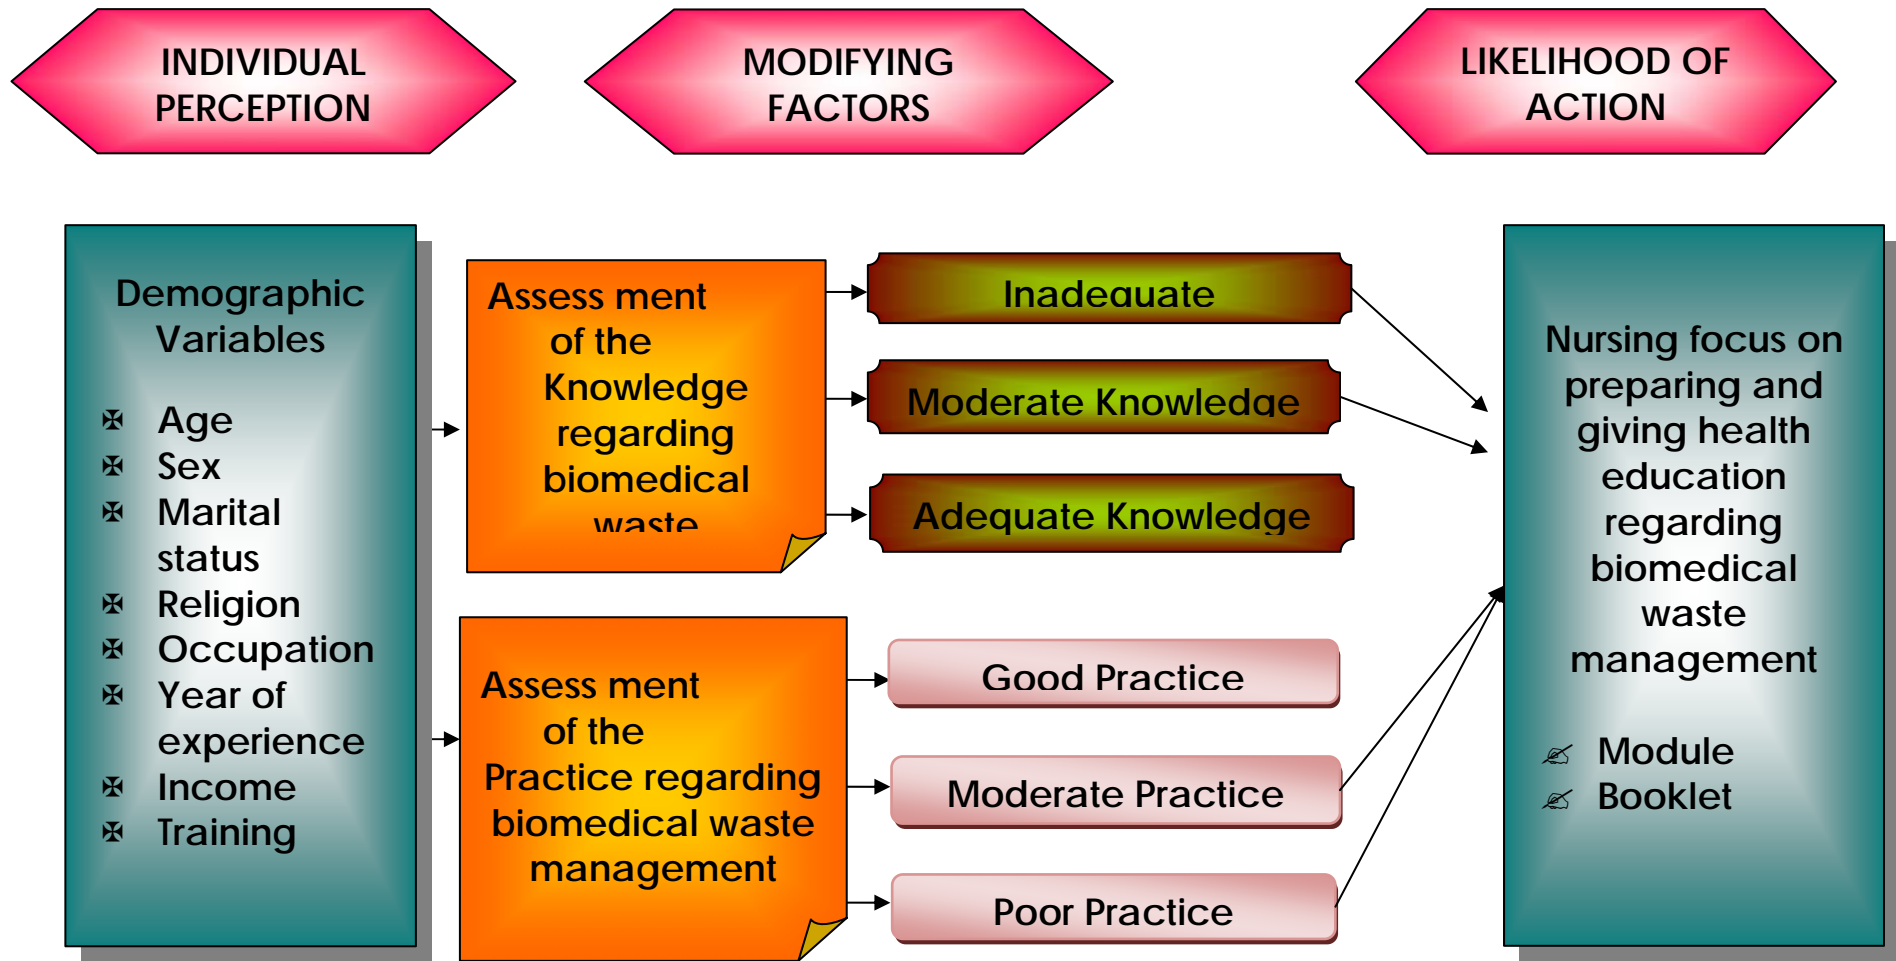 INDIVIDUAL
PERCEPTION
MODIFYING
FACTORS
LIKELIHOOD OF
ACTION
Demographic
Variables
Age
Sex
Marital
status
Religion
Occupation
Year of
experience
Income
Training
Assess ment
of the
Knowledge
regarding
biomedical
waste
Inadequate
Moderate Knowledge
Adequate Knowledge
Assess ment
of the
Practice regarding
biomedical waste
management
Good Practice
Moderate Practice
Poor Practice
Nursing focus on
preparing and
giving health
education
regarding
biomedical
waste
management
Module
Booklet